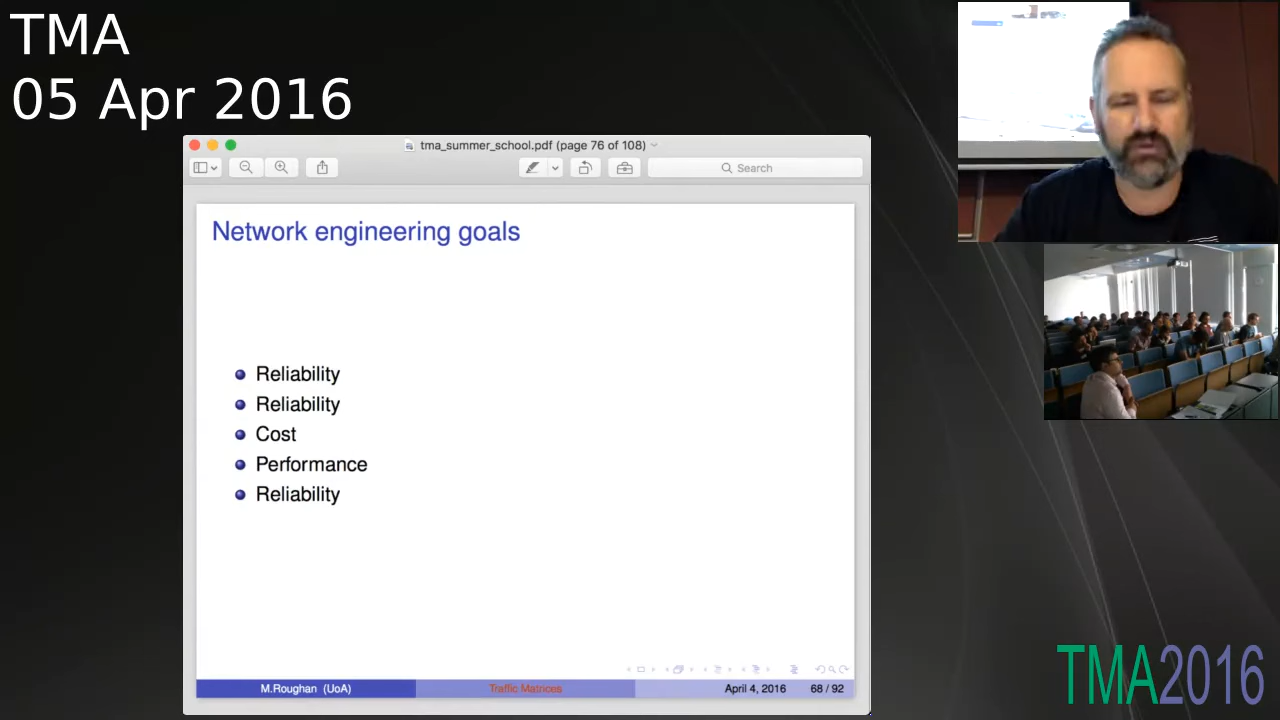 TMA
05 Apr 2016
tma_summer_school.pdf (page 76 of 108)
Search
Network engineering goals
Reliability
Reliability
Cost
Performance
Reliability
M.Roughan (UoA)
Traffic Matrices
April 4, 2016
68 / 92
TMA2016